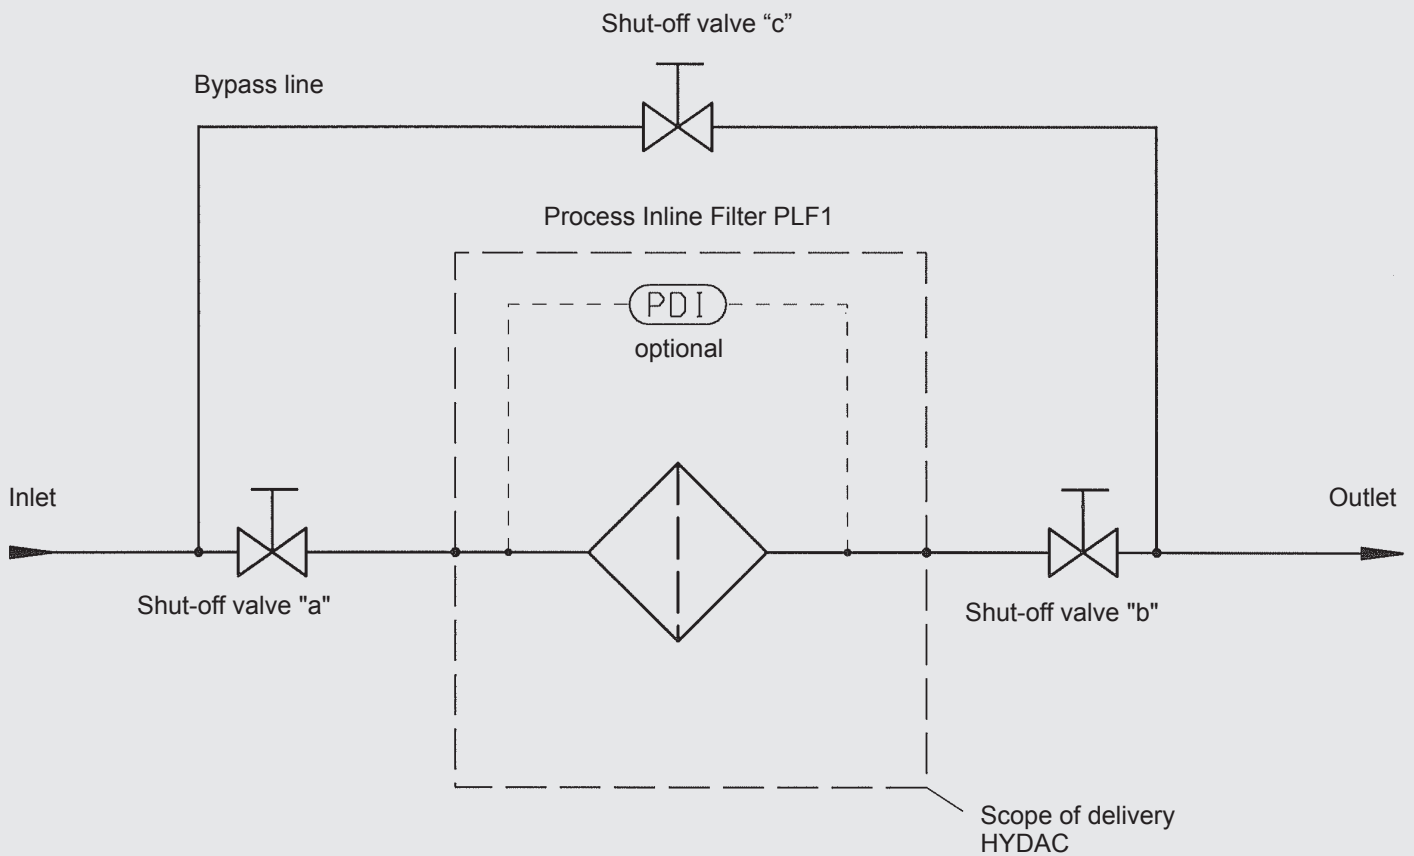 Shut-off valve “c”
Bypass line
Process Inline Filter PLF1
PDI
optional
Inlet
Outlet
Shut-off valve "a"
Shut-off valve "b"
Scope of delivery
HYDAC